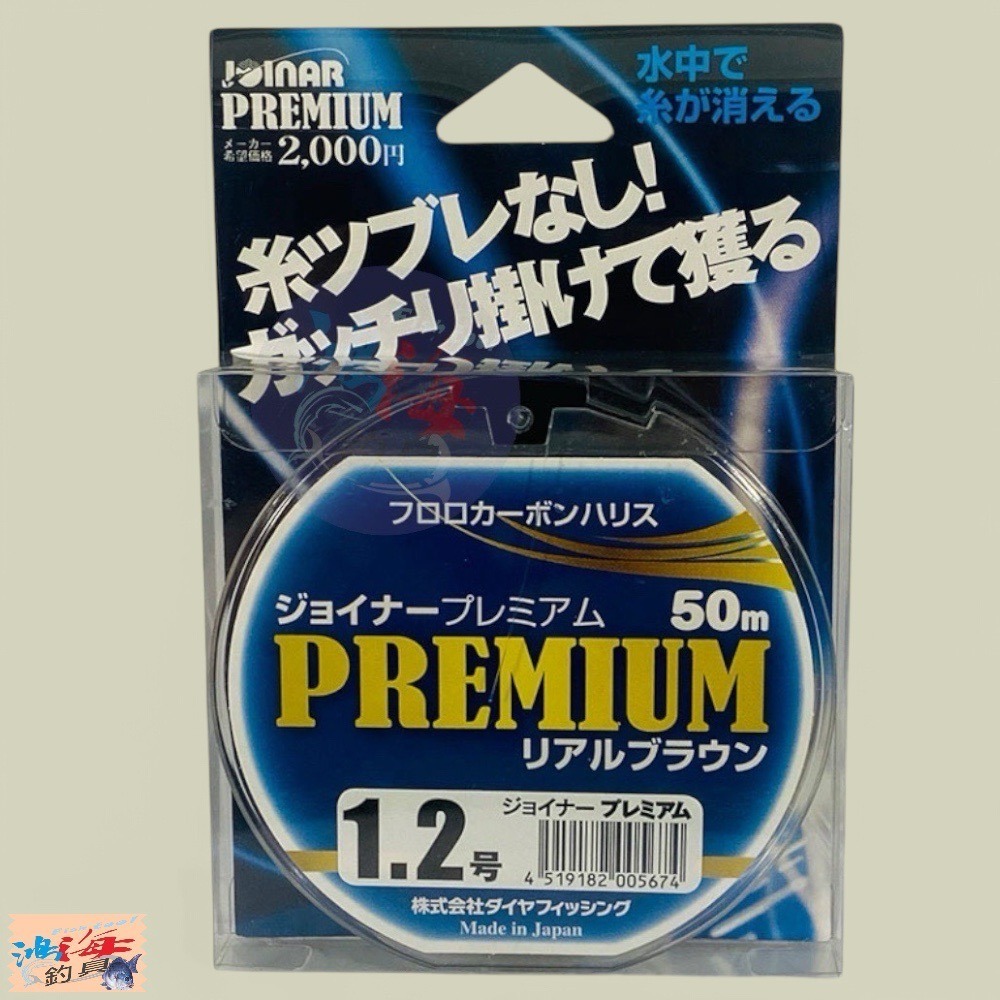 JOINAR
PREMIUM
メーカー
希望価格 2,000円
水中で
糸が消える
糸ツブレなし!
ガッチリ掛けて獲る
フロロカーボンハリス
ジョイナープレミアム 50m
PREMIUM
リアルブラウン
1.2号
ジョイナー プレミアム
4 519182 005674
株式会社ダイヤフィッシング
Made in Japan
海
釣具